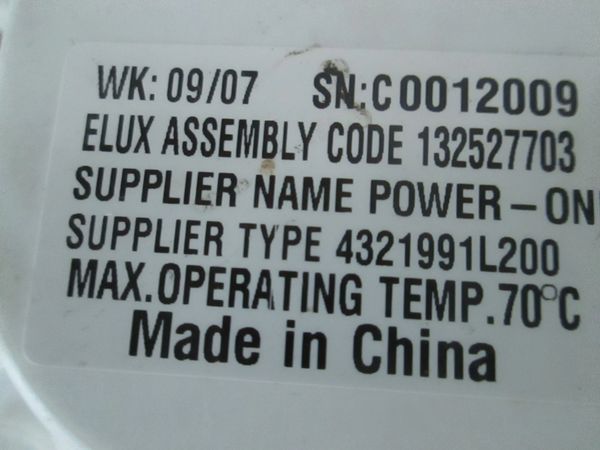 WK: 09/07 SN:C0012009
ELUX ASSEMBLY CODE 132527703
SUPPLIER NAME POWER-ON
SUPPLIER TYPE 4321991L200
MAX.OPERATING TEMP.70°C
Made in China